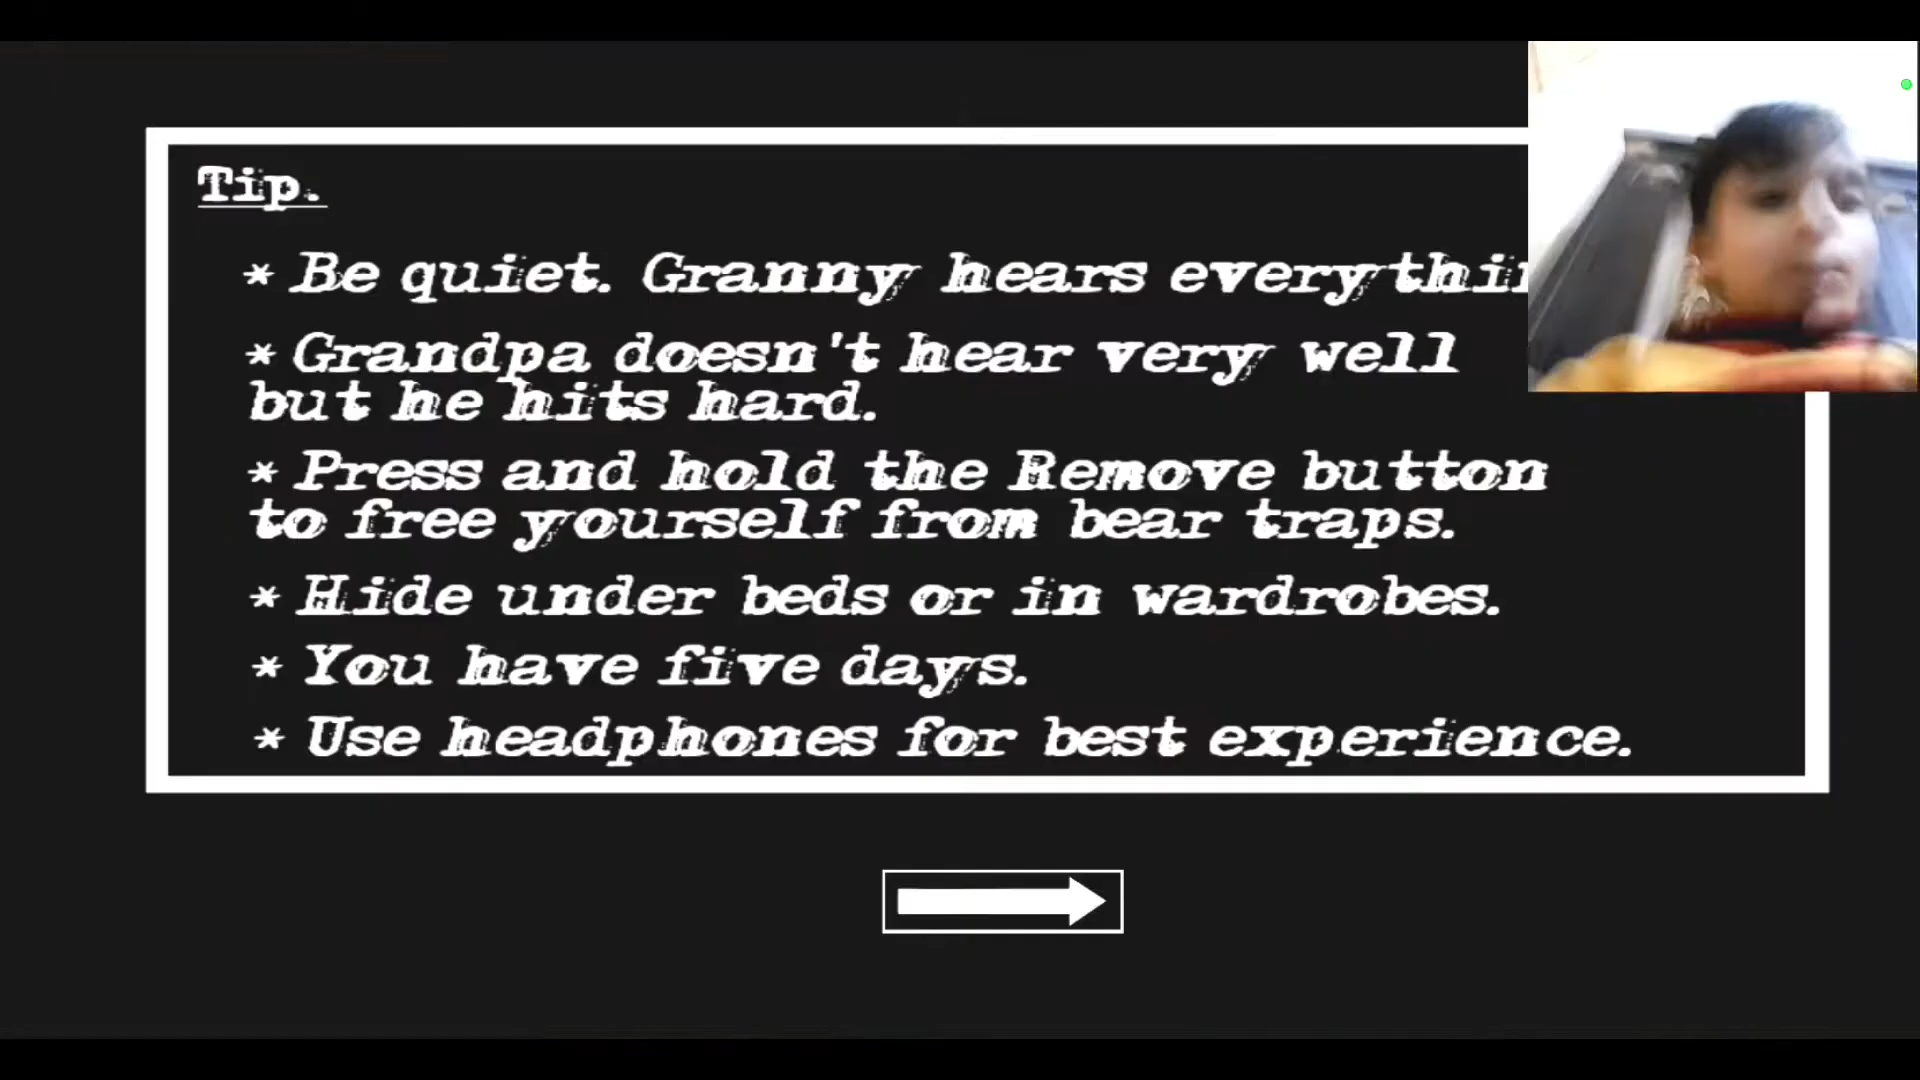 Tip.
* Be quiet. Granny hears
* Grandpa doesn't hear very well
but he hits hard.
* Press and hold the Remove button
to free yourself from bear traps.
* Hide under beds or in wardrobes.
* You have five days.
* Use headphones for best experience.